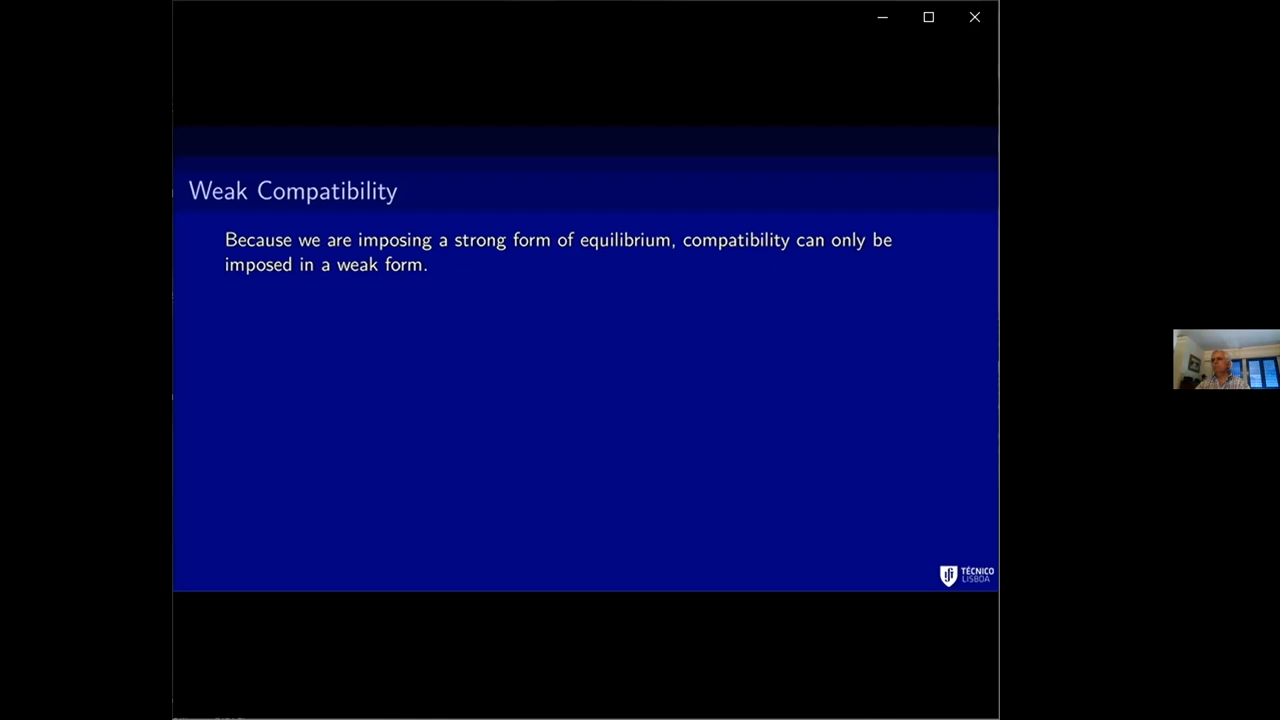 Weak Compatibility
Because we are imposing a strong form of equilibrium, compatibility can only be
imposed in a weak form.
TÉCNICO
LISBOA